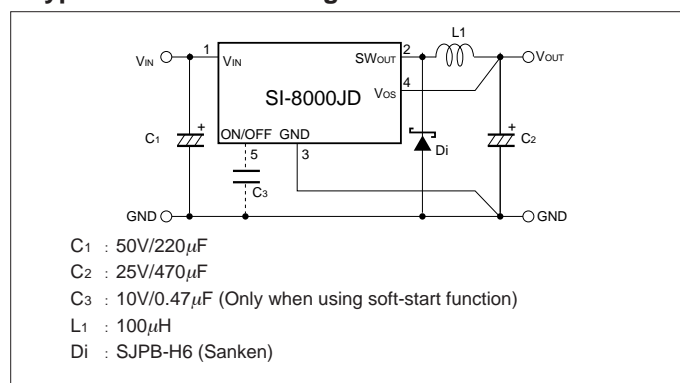 VIN 1 VIN SWOUT 2 L1 VOUT
VOS 4
SI-8000JD
C1 + ON/OFF GND Di + C2
5 3
C3
GND GND
C1 : 50V/220μF
C2 : 25V/470μF
C3 : 10V/0.47μF (Only when using soft-start function)
L1 : 100μH
Di : SJPB-H6 (Sanken)